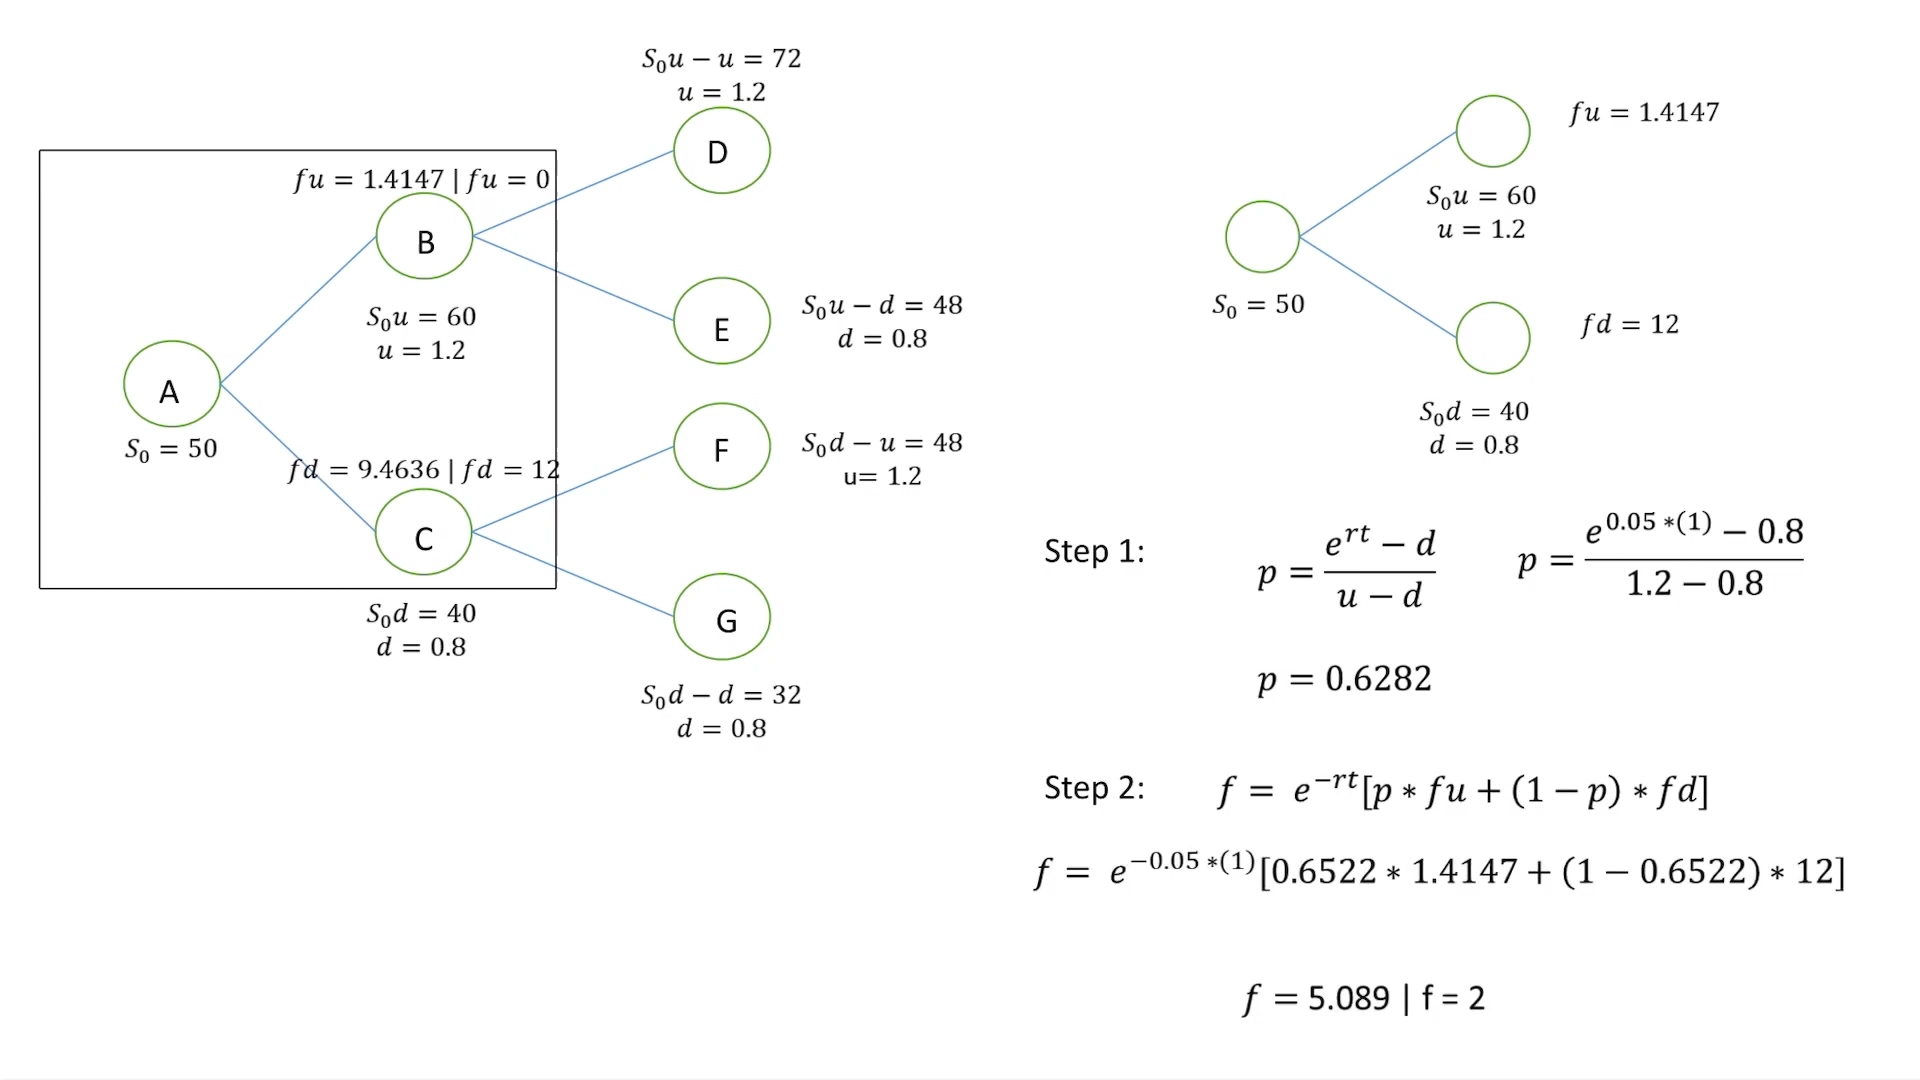 S₀u − u = 72
u = 1.2
D
fu = 1.4147 | fu = 0
B
S₀u = 60
u = 1.2
E
S₀u − d = 48
d = 0.8
A
S₀ = 50
fd = 9.4636 | fd = 12
C
S₀d = 40
d = 0.8
F
S₀d − u = 48
u= 1.2
G
S₀d − d = 32
d = 0.8
fu = 1.4147
S₀u = 60
u = 1.2
S₀ = 50
fd = 12
S₀d = 40
d = 0.8
Step 1: p = (e^{rt} − d) / (u − d) p = (e^{0.05 ∗(1)} − 0.8) / (1.2 − 0.8)
p = 0.6282
Step 2: f = e^{−rt}[p ∗ fu + (1 − p) ∗ fd]
f = e^{−0.05 ∗(1)}[0.6522 ∗ 1.4147 + (1 − 0.6522) ∗ 12]
f = 5.089 | f = 2